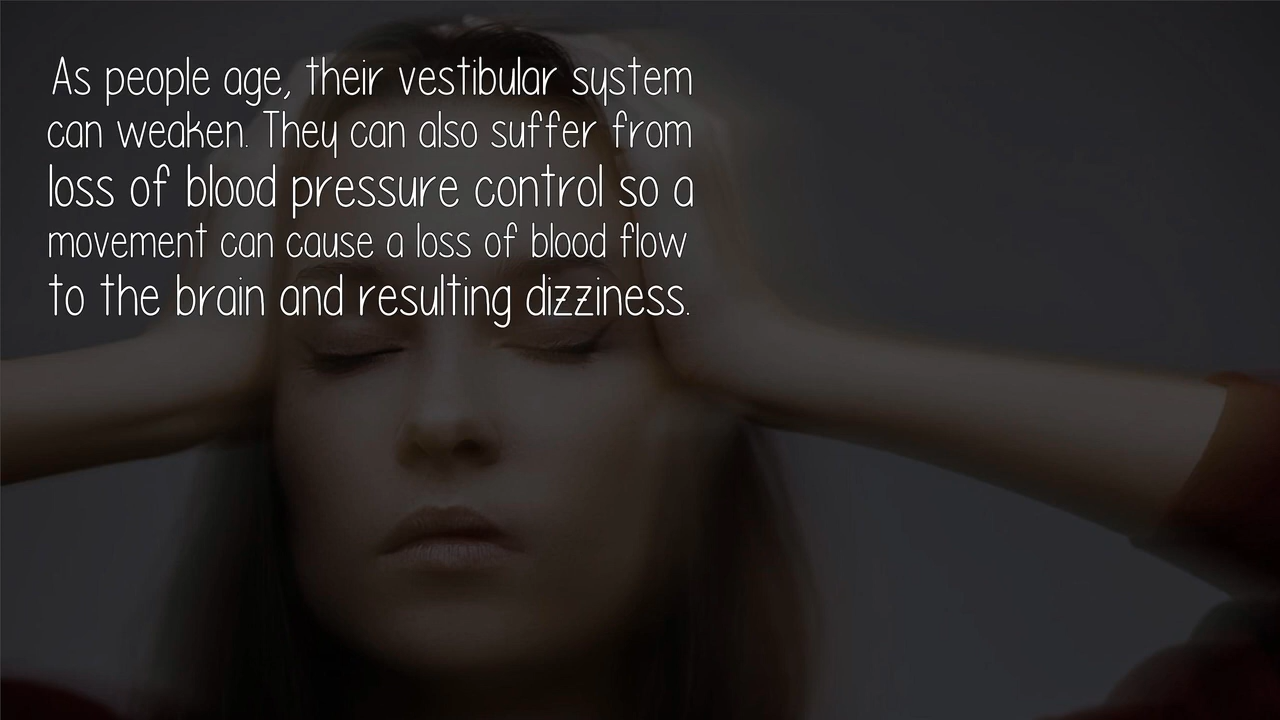 As people age, their vestibular system
can weaken. They can also suffer from
loss of blood pressure control so a
movement can cause a loss of blood flow
to the brain and resulting dizziness.